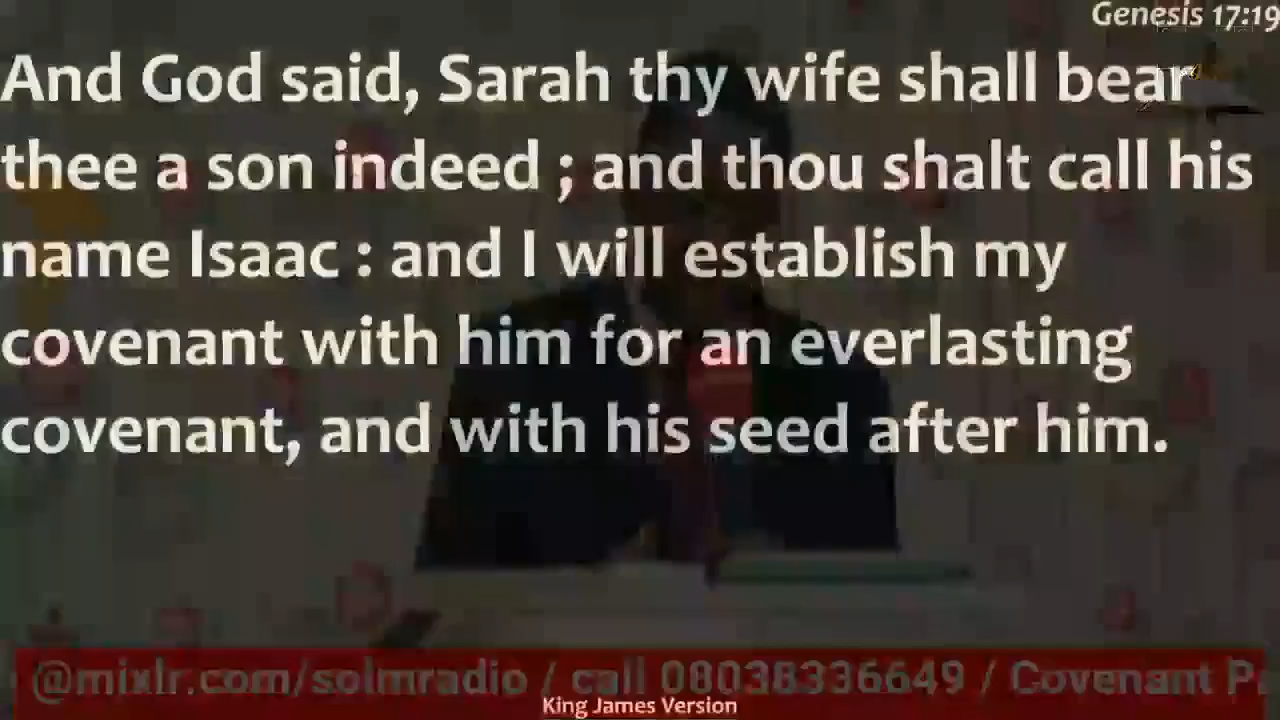 Genesis 17:19
And God said, Sarah thy wife shall bear
thee a son indeed ; and thou shalt call his
name Isaac : and I will establish my
covenant with him for an everlasting
covenant, and with his seed after him.
@mixlr.com/solmradio / call 08038336649 / Covenant
King James Version